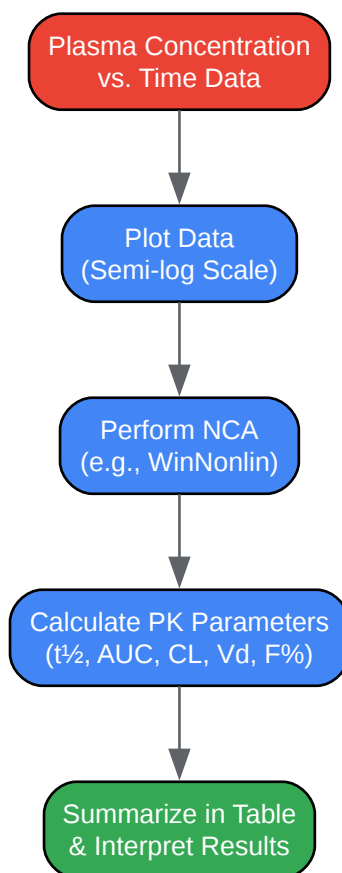 Plasma Concentration
vs. Time Data
Plot Data
(Semi-log Scale)
Perform NCA
(e.g., WinNonlin)
Calculate PK Parameters
(t½, AUC, CL, Vd, F%)
Summarize in Table
& Interpret Results